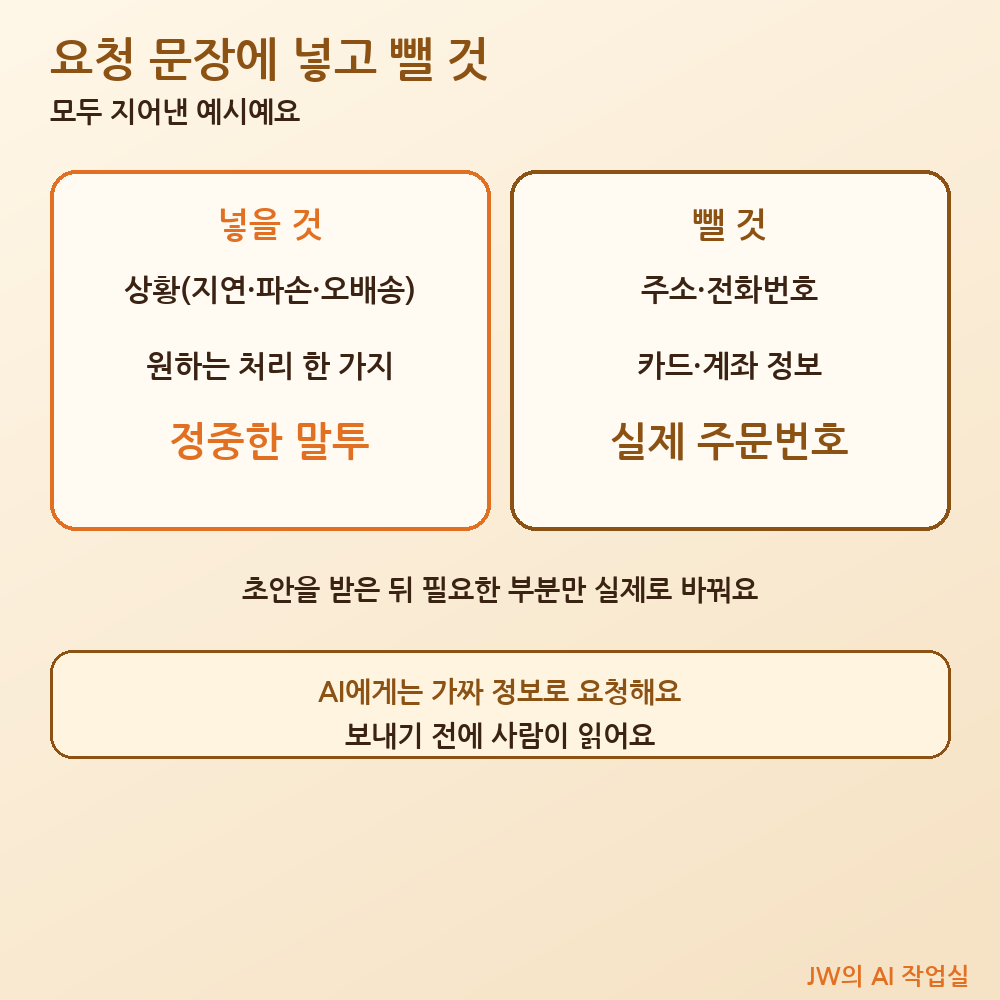 요청 문장에 넣고 뺄 것
모두 지어낸 예시예요
넣을 것
상황(지연·파손·오배송)
원하는 처리 한 가지
정중한 말투
뺄 것
주소·전화번호
카드·계좌 정보
실제 주문번호
초안을 받은 뒤 필요한 부분만 실제로 바꿔요
AI에게는 가짜 정보로 요청해요
보내기 전에 사람이 읽어요
JW의 AI 작업실